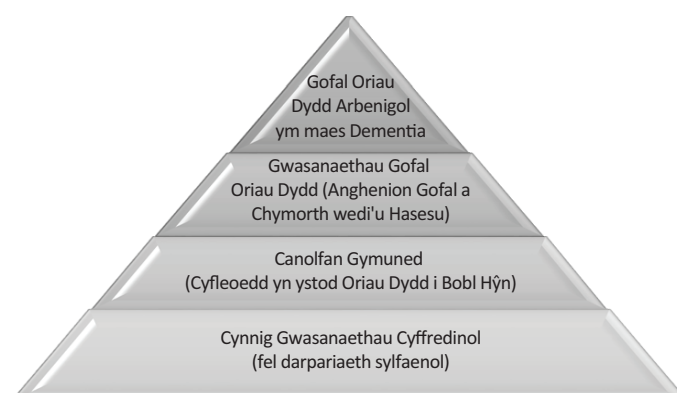 Gofal Oriau
Dydd Arbenigol
ym maes Dementia
Gwasanaethau Gofal
Oriau Dydd (Anghenion Gofal a
Chymorth wedi'u Hasesu)
Canolfan Gymuned
(Cyfleoedd yn ystod Oriau Dydd i Bobl Hŷn)
Cynnig Gwasanaethau Cyffredinol
(fel darpariaeth sylfaenol)